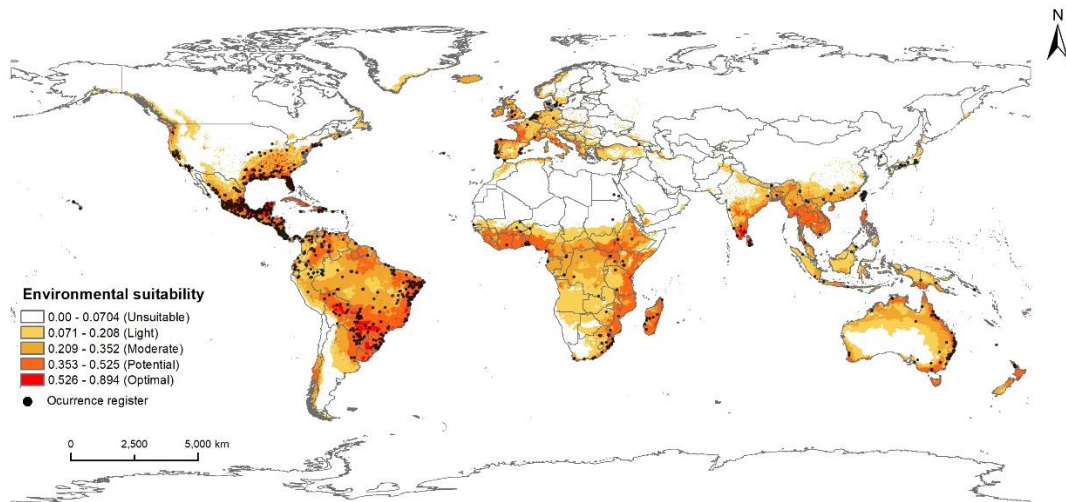 N
Environmental suitability
0.00 - 0.0704 (Unsuitable)
0.071 - 0.208 (Light)
0.209 - 0.352 (Moderate)
0.353 - 0.525 (Potential)
0.526 - 0.894 (Optimal)
Ocurrence register
0 2,500 5,000 km